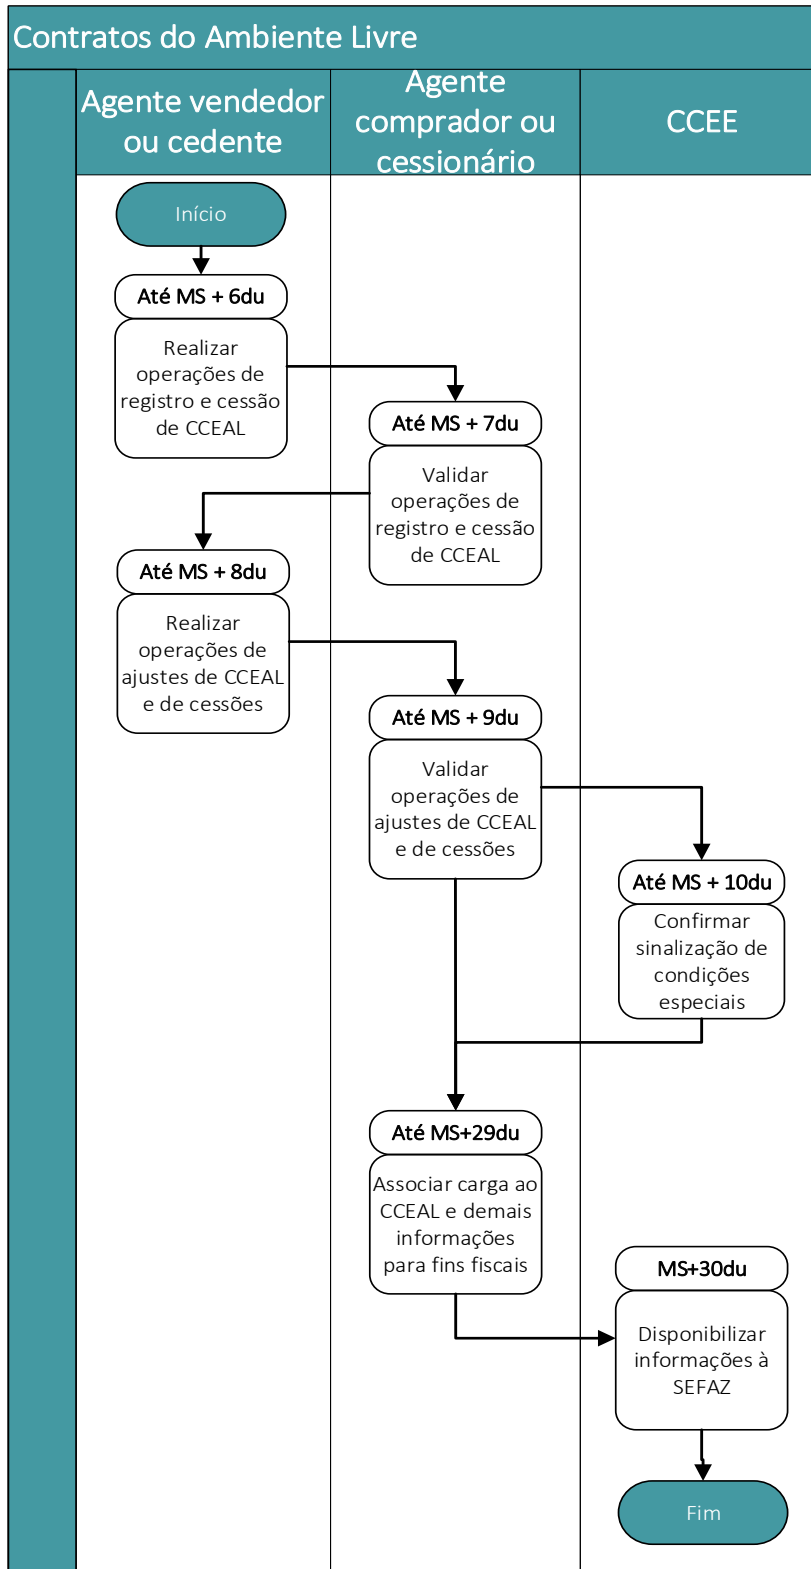 Contratos do Ambiente Livre
Agente vendedor
ou cedente
Agente
comprador ou
cessionário
CCEE
Início
Até MS + 6du
Realizar
operações de
registro e cessão
de CCEAL
Até MS + 7du
Validar
operações de
registro e cessão
de CCEAL
Até MS + 8du
Realizar
operações de
ajustes de CCEAL
e de cessões
Até MS + 9du
Validar
operações de
ajustes de CCEAL
e de cessões
Até MS + 10du
Confirmar
sinalização de
condições
especiais
Até MS+29du
Associar carga ao
CCEAL e demais
informações
para fins fiscais
MS+30du
Disponibilizar
informações à
SEFAZ
Fim